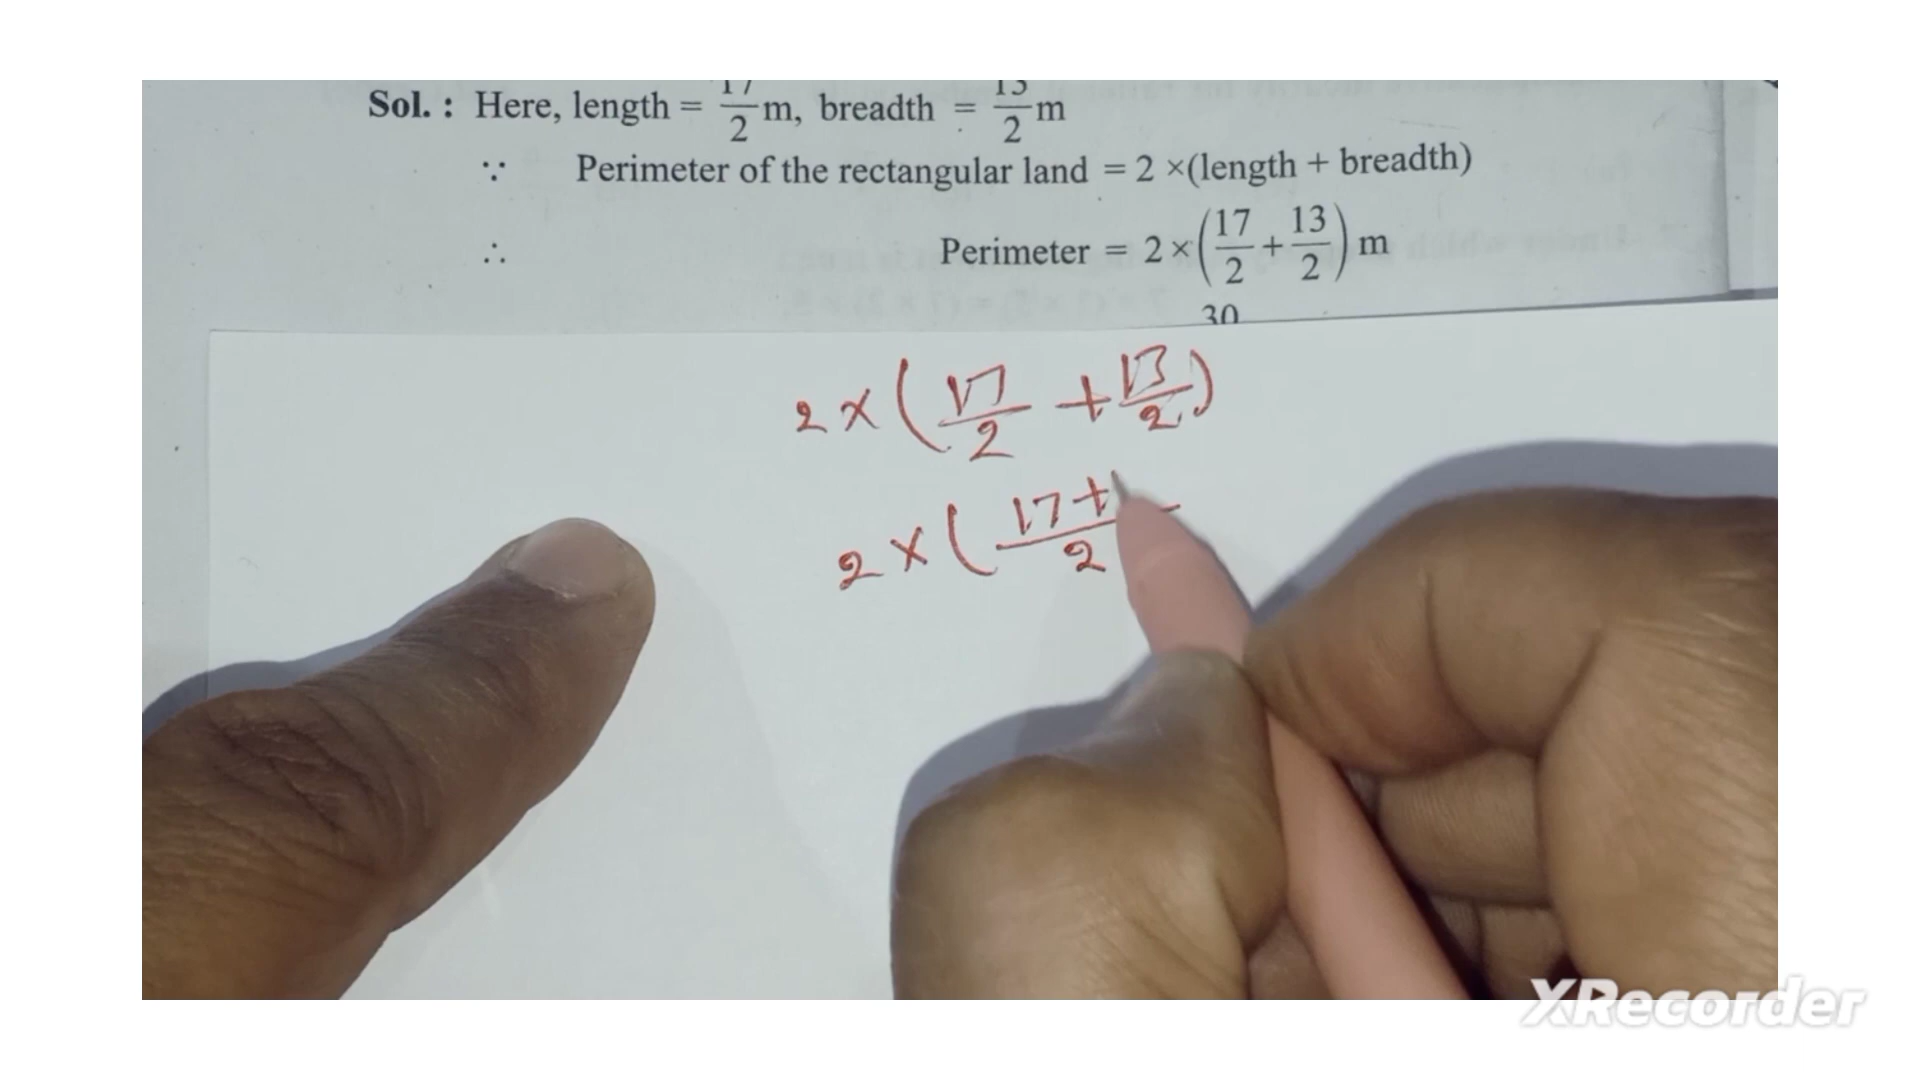 Sol. : Here, length = 17/2 m, breadth = 13/2 m
∵ Perimeter of the rectangular land = 2 ×(length + breadth)
∴ Perimeter = 2 × (17/2 + 13/2) m
30
2 × (17/2 + 13/2)
2 × (17 + / 2
XRecorder